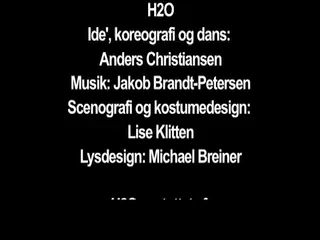 H2O
Ide', koreografi og dans:
Anders Christiansen
Musik: Jakob Brandt-Petersen
Scenografi og kostumedesign:
Lise Klitten
Lysdesign: Michael Breiner